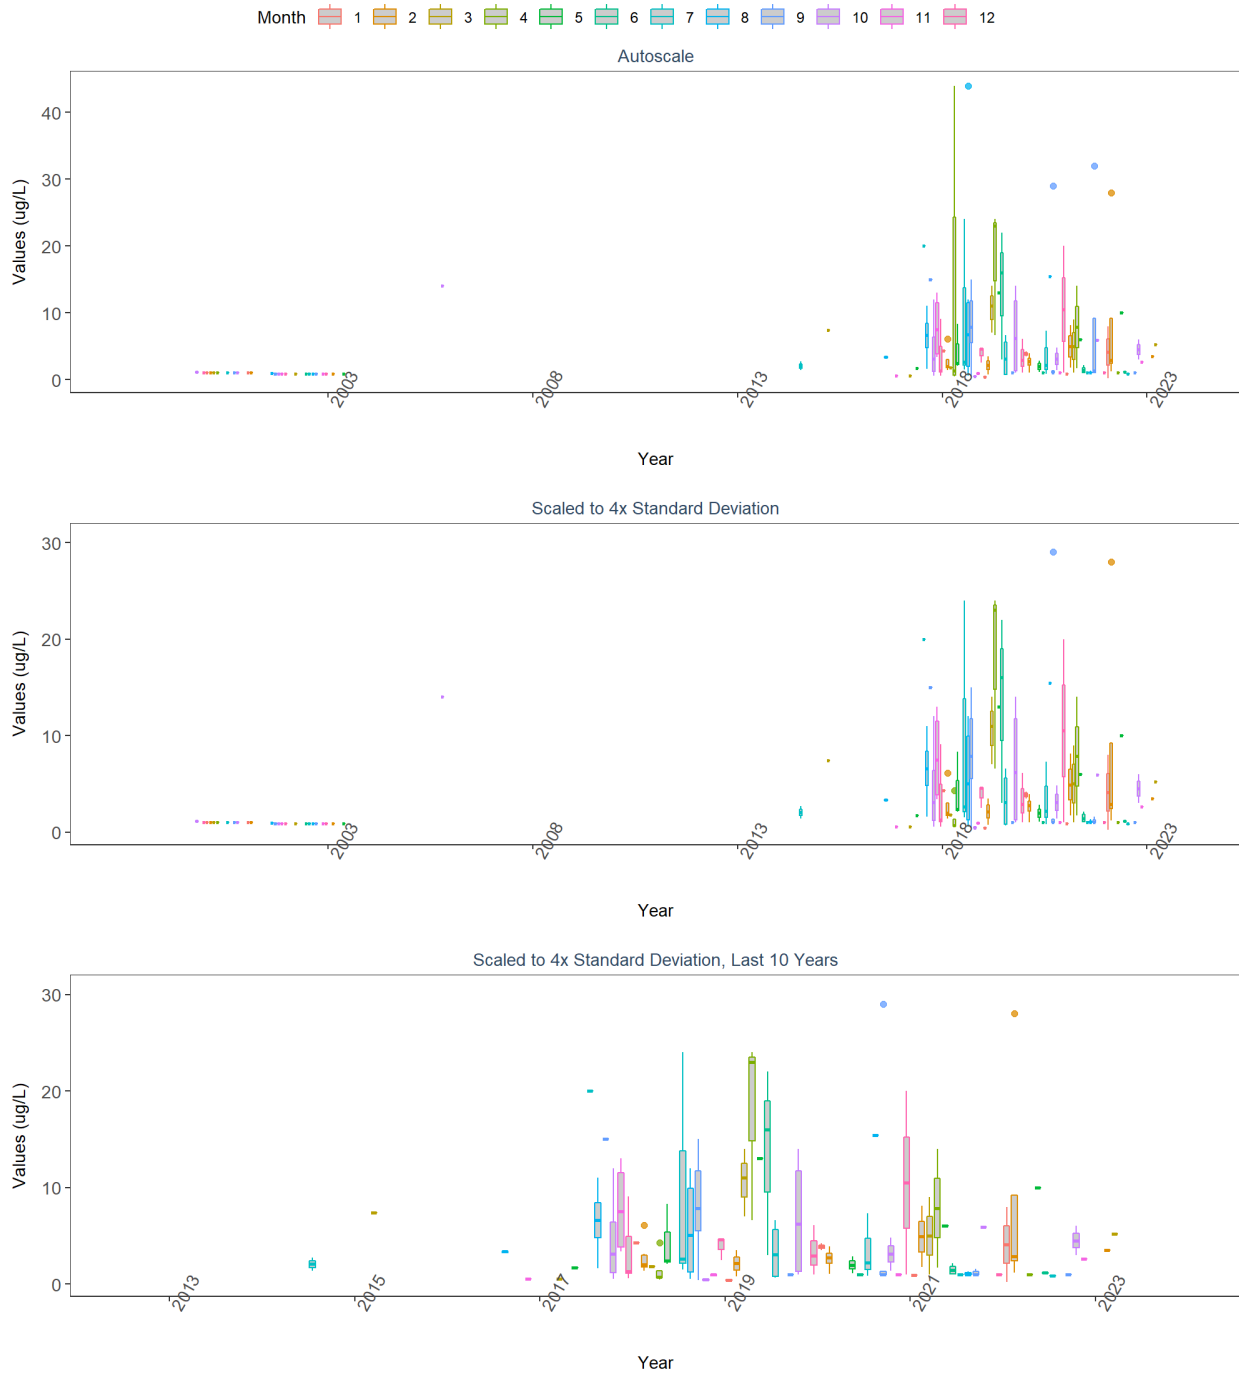 Month 1 2 3 4 5 6 7 8 9 10 11 12
Autoscale
Values (ug/L)
40
30
20
10
0
2003 2008 2013 2018 2023
Year
Scaled to 4x Standard Deviation
Values (ug/L)
30
20
10
0
2003 2008 2013 2018 2023
Year
Scaled to 4x Standard Deviation, Last 10 Years
Values (ug/L)
30
20
10
0
2013 2015 2017 2019 2021 2023
Year